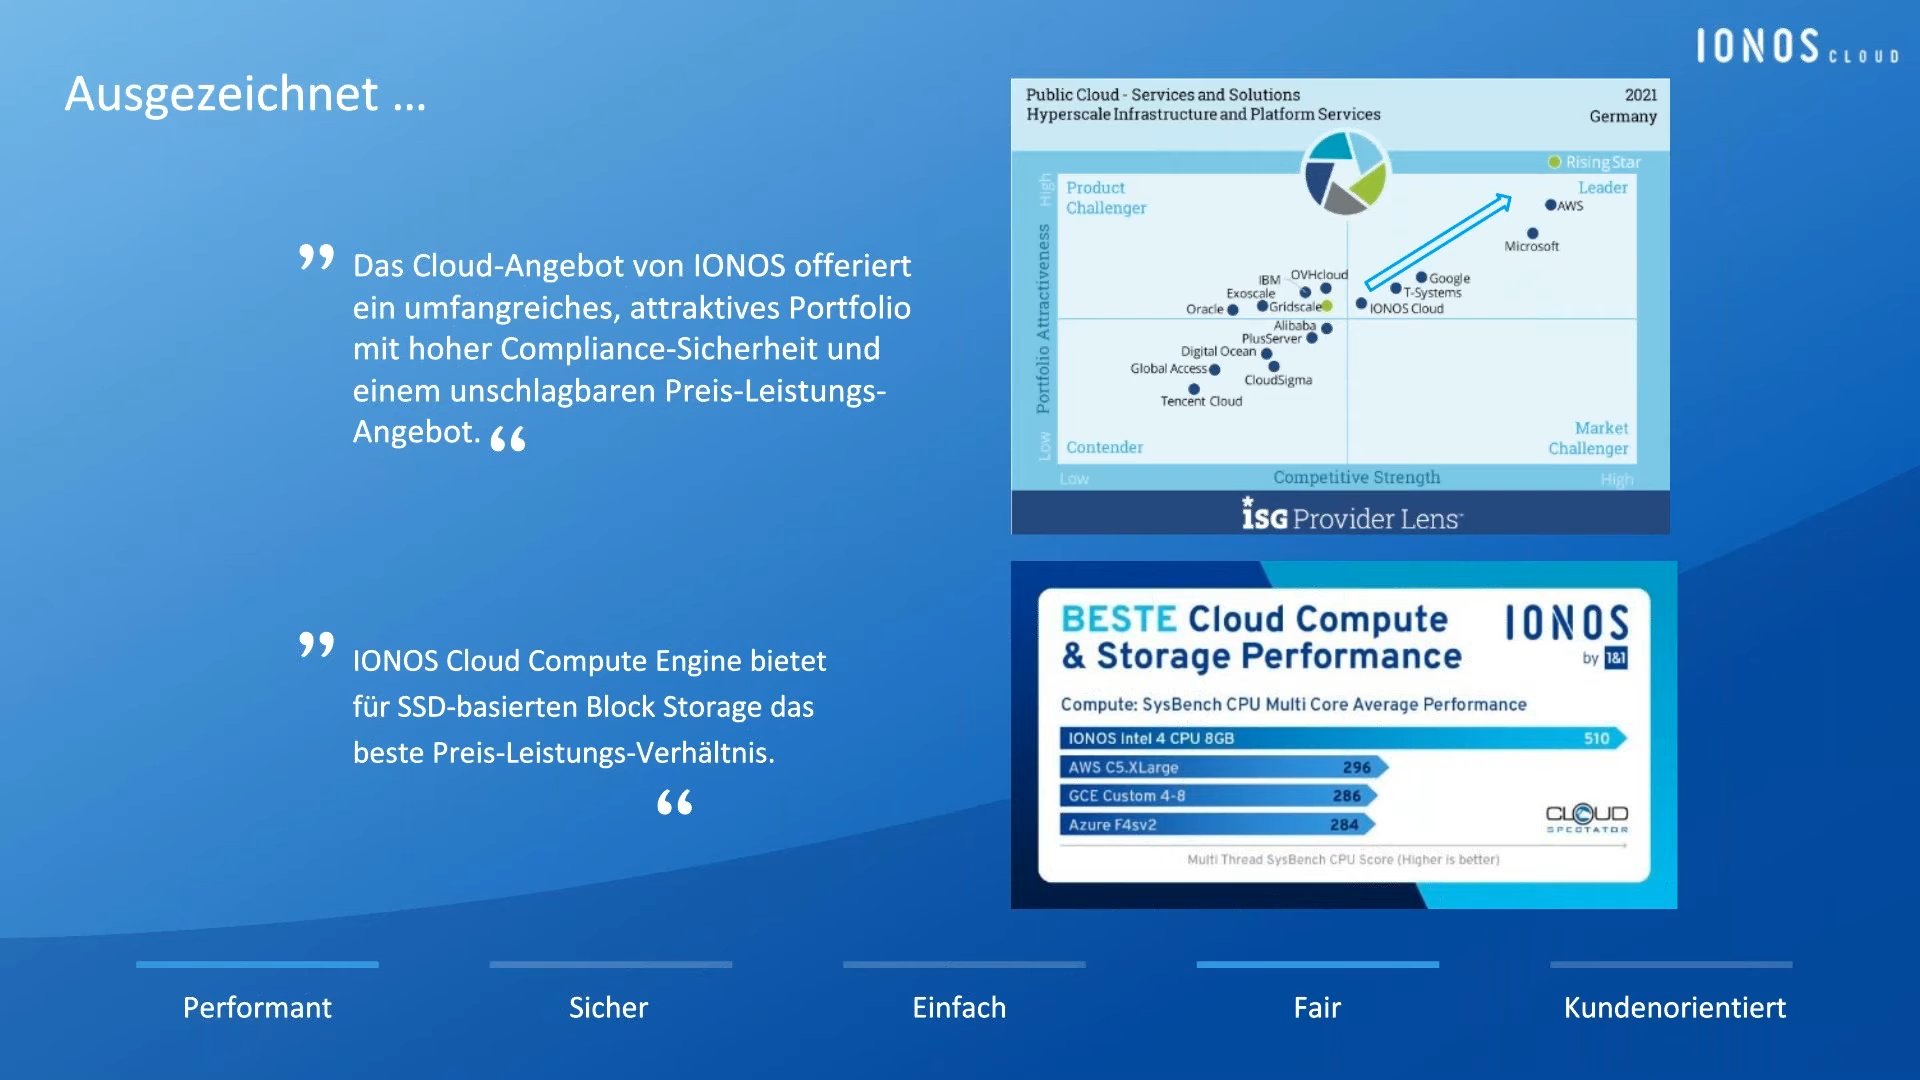 IONOS CLOUD
Ausgezeichnet ...
” Das Cloud-Angebot von IONOS offeriert
ein umfangreiches, attraktives Portfolio
mit hoher Compliance-Sicherheit und
einem unschlagbaren Preis-Leistungs-
Angebot. “
” IONOS Cloud Compute Engine bietet
für SSD-basierten Block Storage das
beste Preis-Leistungs-Verhältnis.
“
Public Cloud - Services and Solutions
Hyperscale Infrastructure and Platform Services
2021
Germany
Rising Star
High
Product
Challenger
Leader
AWS
Microsoft
Portfolio Attractiveness
IBM
OVHcloud
Google
Exoscale
T-Systems
Oracle
Gridscale
IONOS Cloud
Alibaba
PlusServer
Digital Ocean
Global Access
CloudSigma
Tencent Cloud
Low
Contender
Market
Challenger
Low
Competitive Strength
High
ISG Provider Lens™
BESTE Cloud Compute
& Storage Performance
IONOS
by 1&1
Compute: SysBench CPU Multi Core Average Performance
IONOS Intel 4 CPU 8GB 510
AWS C5.XLarge 296
GCE Custom 4-8 286
Azure F4sv2 284
CLOUD
SPECTATOR
Multi Thread SysBench CPU Score (Higher is better)
Performant
Sicher
Einfach
Fair
Kundenorientiert